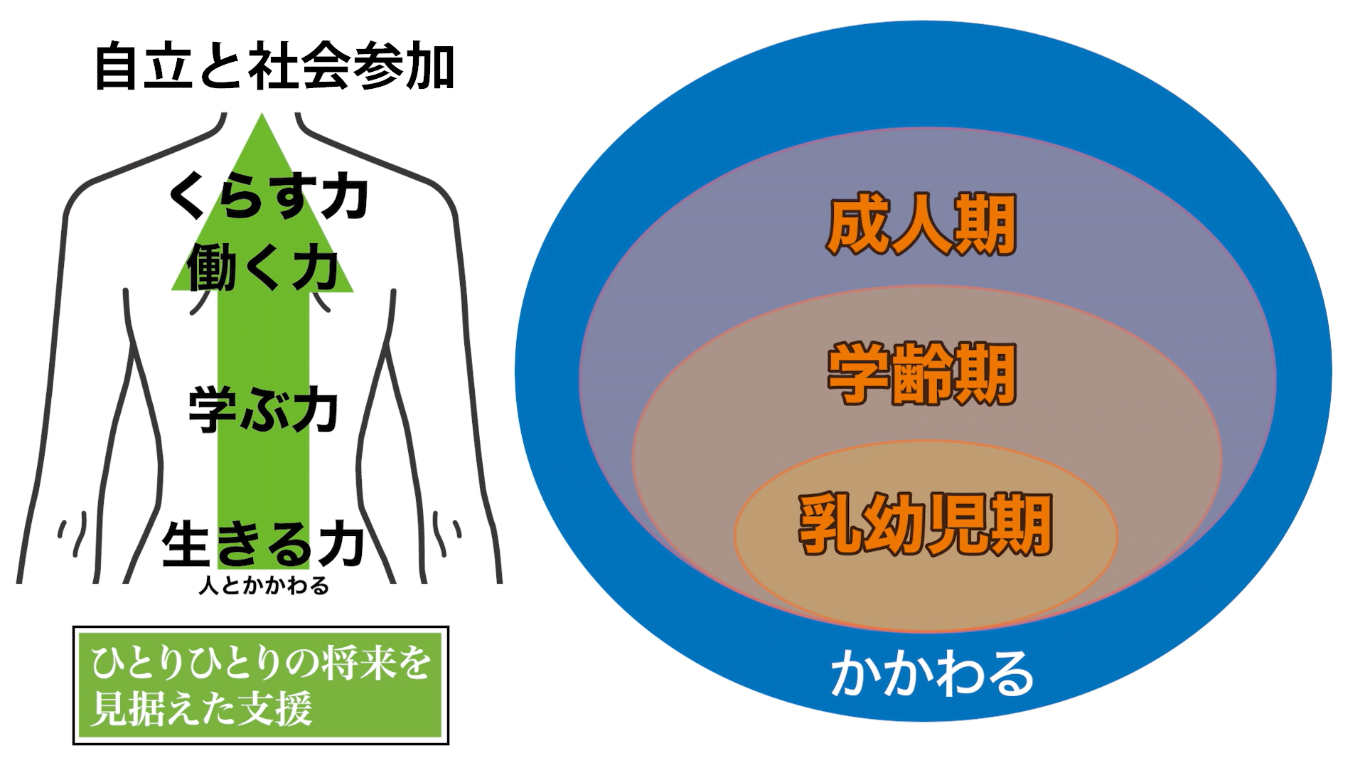 自立と社会参加
くらす力
働く力
学ぶ力
生きる力
人とかかわる
ひとりひとりの将来を
見据えた支援
成人期
学齢期
乳幼児期
かかわる